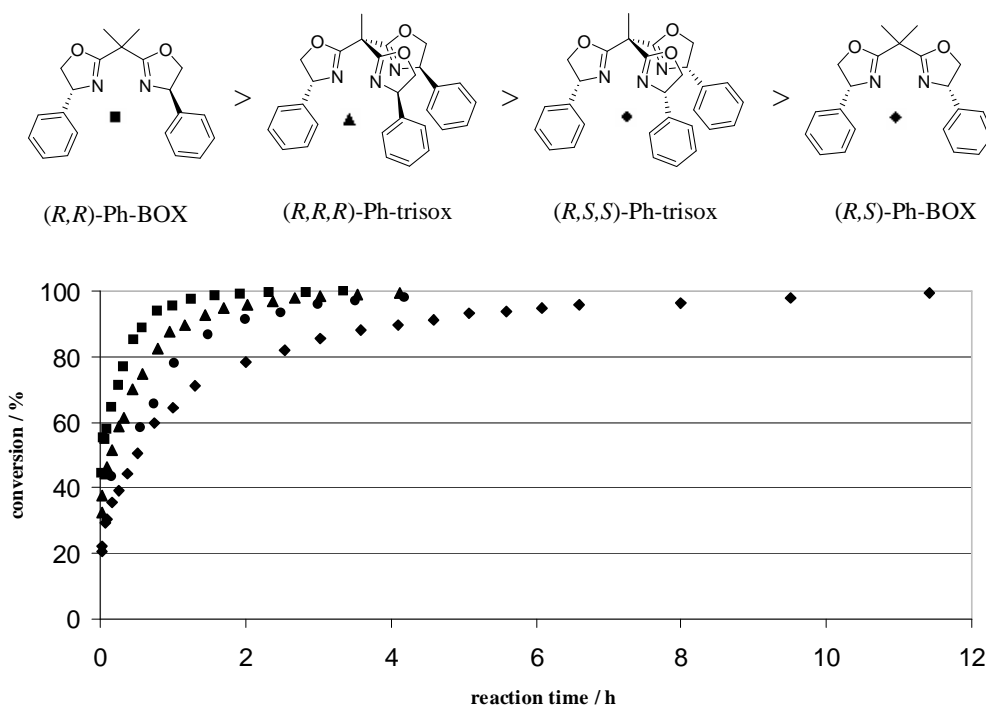 O O O O O O O O O O
N N N N N N N N N N
> > >
(R,R)-Ph-BOX (R,R,R)-Ph-trisox (R,S,S)-Ph-trisox (R,S)-Ph-BOX
100
80
60
40
20
0
conversion / %
0 2 4 6 8 10 12
reaction time / h